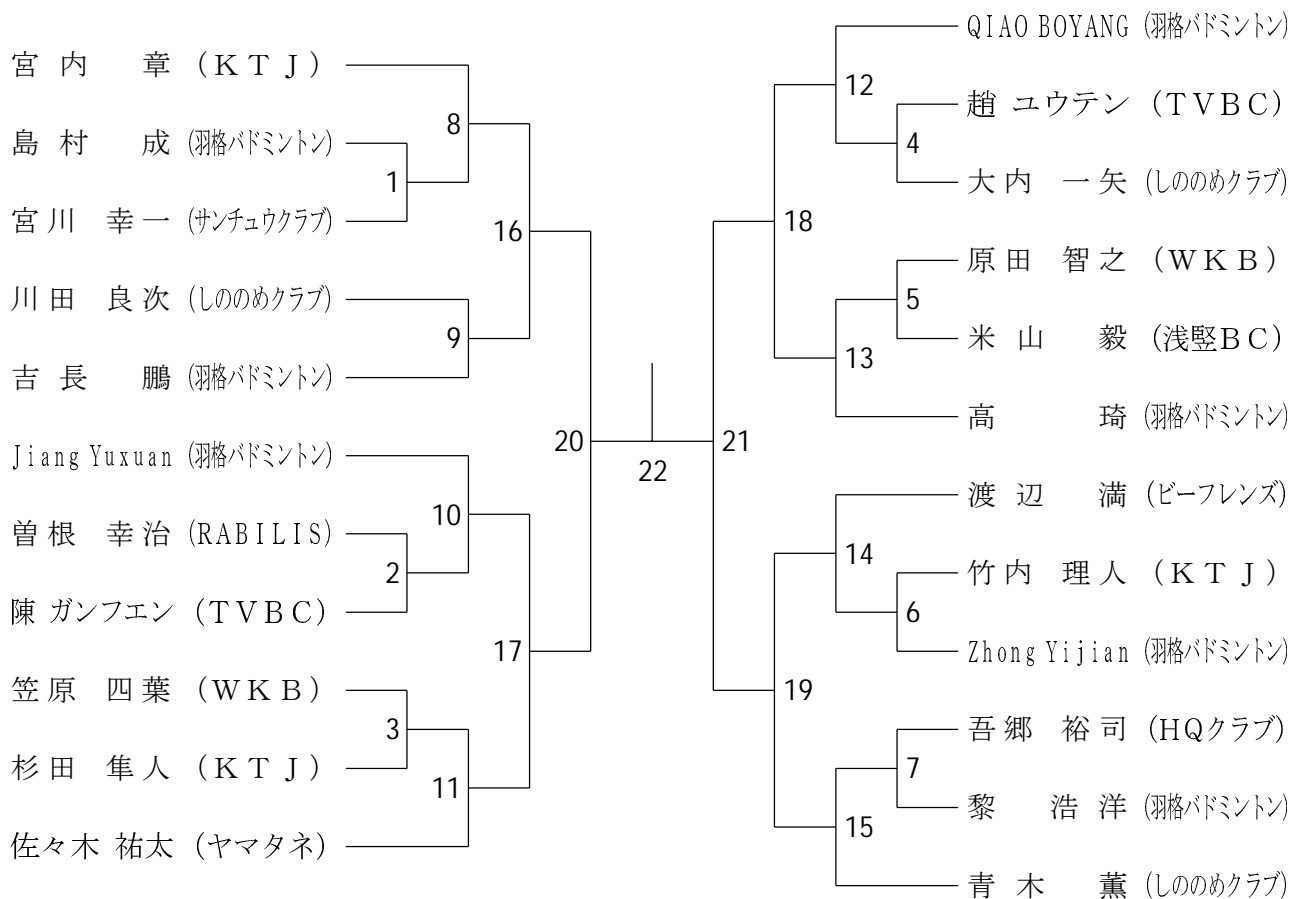 宮内 章 (ＫＴＪ)
島村 成 (羽格バドミントン)
宮川 幸一 (サンチュウクラブ)
川田 良次 (しののめクラブ)
吉長 鵬 (羽格バドミントン)
Jiang Yuxuan (羽格バドミントン)
曽根 幸治 (RABILIS)
陳 ガンフエン (TVBC)
笠原 四葉 (ＷＫＢ)
杉田 隼人 (ＫＴＪ)
佐々木 祐太 (ヤマタネ)
1
2
3
8
9
10
11
16
17
20
22
21
18
19
12
13
14
15
4
5
6
7
QIAO BOYANG (羽格バドミントン)
趙 ユウテン (TVBC)
大内 一矢 (しののめクラブ)
原田 智之 (ＷＫＢ)
米山 毅 (浅竪BC)
高 琦 (羽格バドミントン)
渡辺 満 (ビーフレンズ)
竹内 理人 (ＫＴＪ)
Zhong Yijian (羽格バドミントン)
吾郷 裕司 (HQクラブ)
黎 浩洋 (羽格バドミントン)
青木 薫 (しののめクラブ)